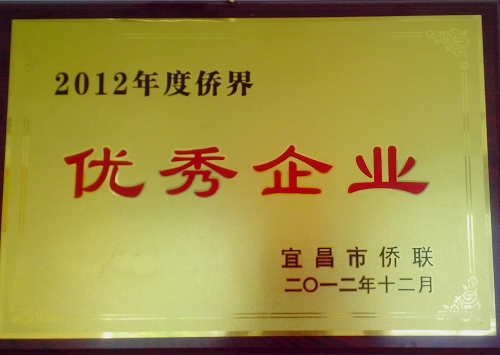 2012年度侨界
优秀企业
宜昌市侨联
二〇一二年十二月